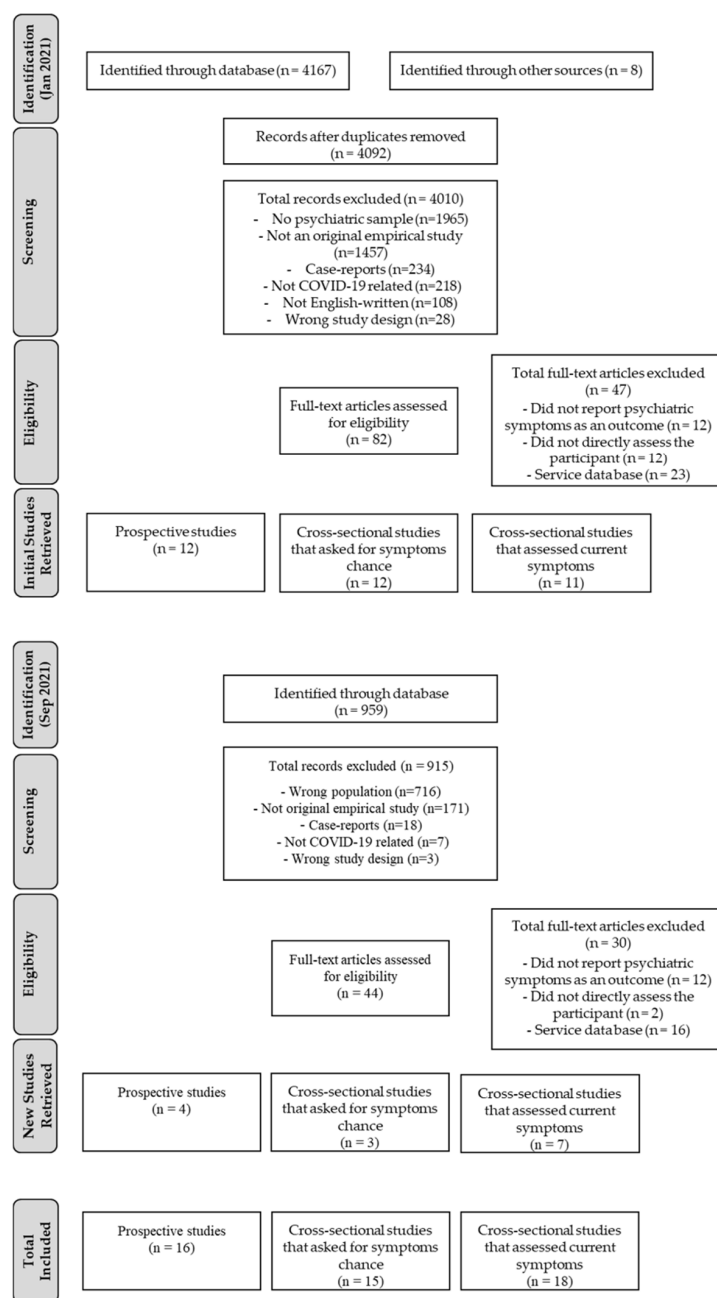 Identification
(Jan 2021)
Identified through database (n = 4167)
Identified through other sources (n = 8)
Screening
Records after duplicates removed
(n = 4092)
Total records excluded (n = 4010)
- No psychiatric sample (n=1965)
- Not an original empirical study
(n=1457)
- Case-reports (n=234)
- Not COVID-19 related (n=218)
- Not English-written (n=108)
- Wrong study design (n=28)
Eligibility
Full-text articles assessed
for eligibility
(n = 82)
Total full-text articles excluded
(n = 47)
- Did not report psychiatric
symptoms as an outcome (n = 12)
- Did not directly assess the
participant (n = 12)
- Service database (n = 23)
Initial Studies
Retrieved
Prospective studies
(n = 12)
Cross-sectional studies
that asked for symptoms
chance
(n = 12)
Cross-sectional studies
that assessed current
symptoms
(n = 11)
Identification
(Sep 2021)
Identified through database
(n = 959)
Screening
Total records excluded (n = 915)
- Wrong population (n=716)
- Not original empirical study (n=171)
- Case-reports (n=18)
- Not COVID-19 related (n=7)
- Wrong study design (n=3)
Eligibility
Full-text articles assessed
for eligibility
(n = 44)
Total full-text articles excluded
(n = 30)
- Did not report psychiatric
symptoms as an outcome (n = 12)
- Did not directly assess the
participant (n = 2)
- Service database (n = 16)
New Studies
Retrieved
Prospective studies
(n = 4)
Cross-sectional studies
that asked for symptoms
chance
(n = 3)
Cross-sectional studies
that assessed current
symptoms
(n = 7)
Total
Included
Prospective studies
(n = 16)
Cross-sectional studies
that asked for symptoms
chance
(n = 15)
Cross-sectional studies
that assessed current
symptoms
(n = 18)